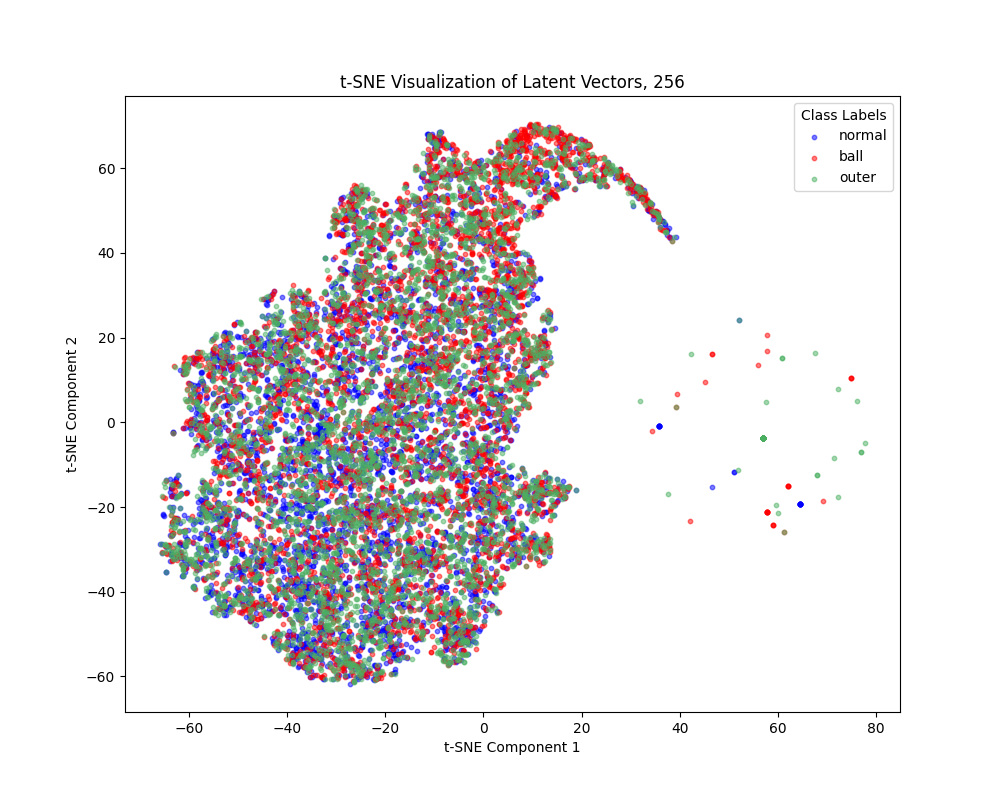 t-SNE Visualization of Latent Vectors, 256
Class Labels
normal
ball
outer
60
40
20
0
−20
−40
−60
t-SNE Component 2
−60 −40 −20 0 20 40 60 80
t-SNE Component 1